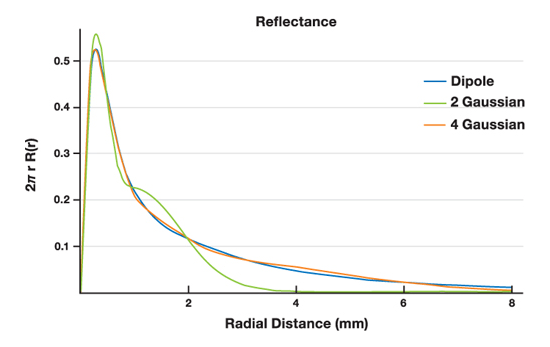 Reflectance
0.5
0.4
0.3
0.2
0.1
2π r R(r)
Dipole
2 Gaussian
4 Gaussian
2 4 6 8
Radial Distance (mm)